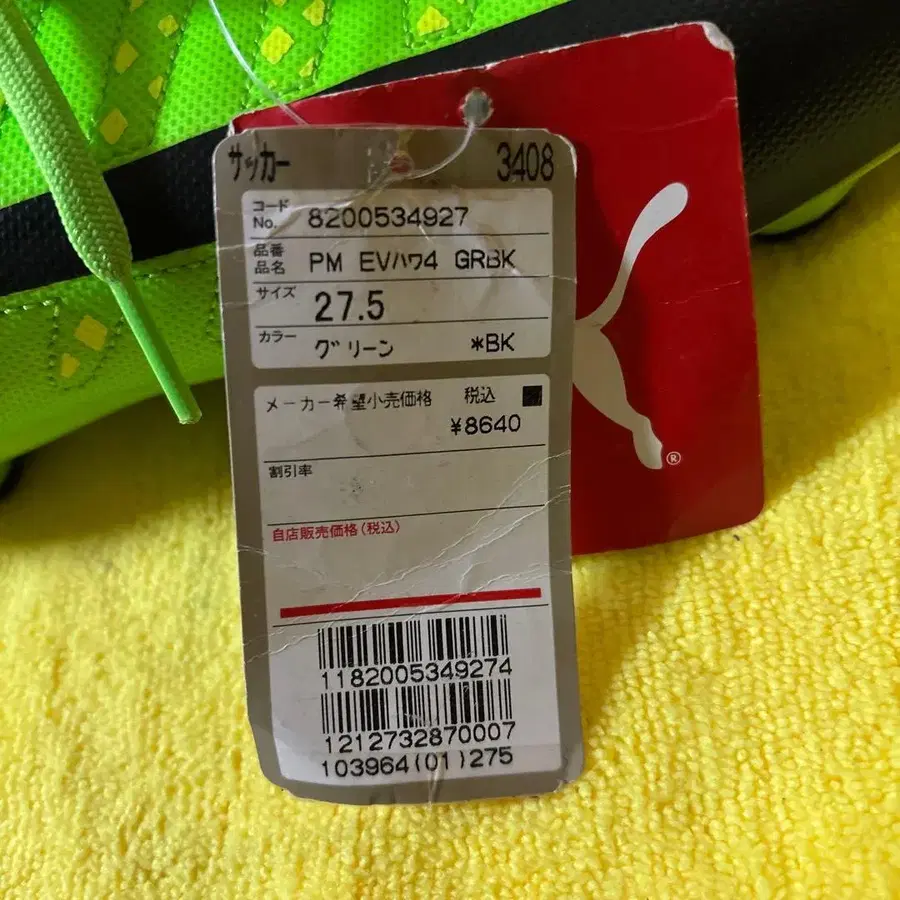 サッカー 3408
コード
No. 8200534927
品番
品名 PM EVハワ4 GRBK
サイズ 27.5
カラー グリーン *BK
メーカー希望小売価格 税込
¥8640
割引率
自店販売価格(税込)
1182005349274
1212732870007
103964(01)275
®